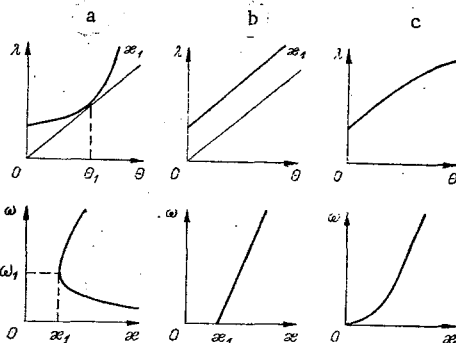 a b c
λ æ₁ λ æ₁ λ
0 θ₁ θ 0 θ 0 θ
ω ω ω
ω₁
0 æ₁ æ 0 æ₁ æ 0 æ